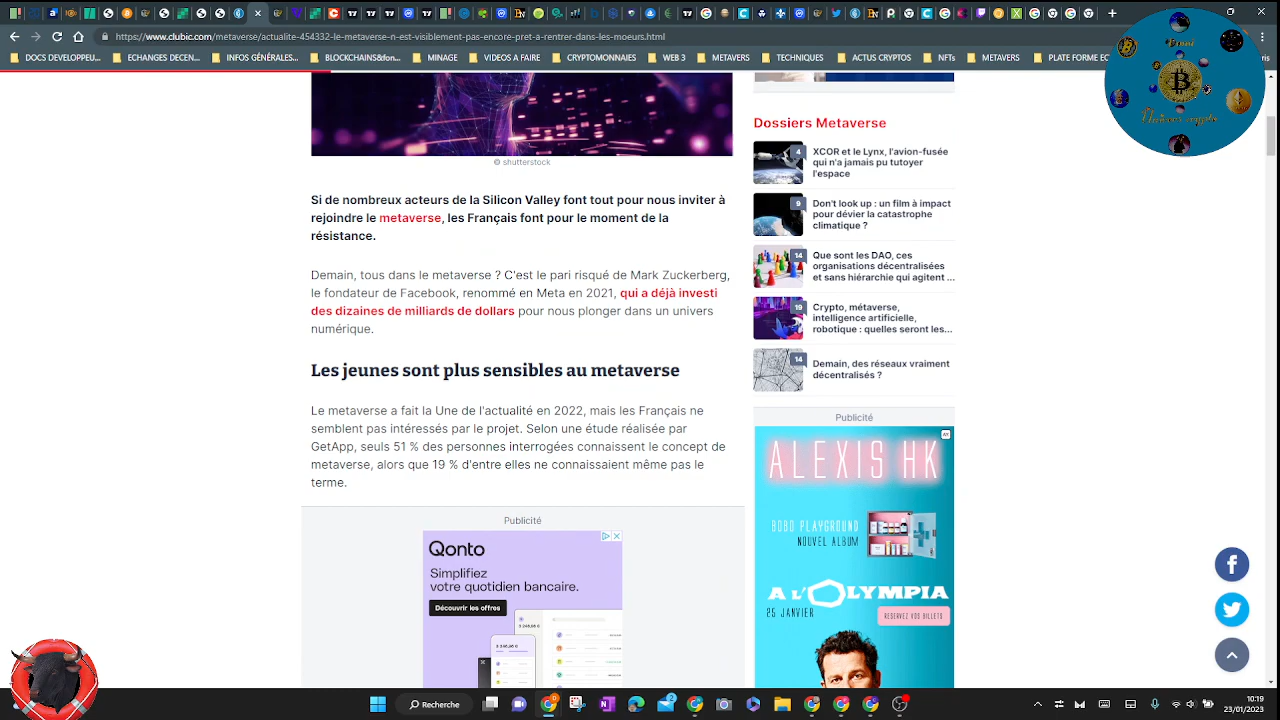 https://www.clubic.com/metaverse/actualite-454332-le-metaverse-n-est-visiblement-pas-encore-pret-a-rentrer-dans-les-moeurs.html
DOCS DEVELOPPEU... ECHANGES DECEN... INFOS GÉNÉRALES... BLOCKCHAINS&fon... MINAGE VIDEOS A FAIRE CRYPTOMONNAIES WEB 3 METAVERS TECHNIQUES ACTUS CRYPTOS NFTs METAVERS PLATE FORME EC
© shutterstock
Si de nombreux acteurs de la Silicon Valley font tout pour nous inviter à
rejoindre le metaverse, les Français font pour le moment de la
résistance.
Demain, tous dans le metaverse ? C'est le pari risqué de Mark Zuckerberg,
le fondateur de Facebook, renommé en Meta en 2021, qui a déjà investi
des dizaines de milliards de dollars pour nous plonger dans un univers
numérique.
Les jeunes sont plus sensibles au metaverse
Le metaverse a fait la Une de l'actualité en 2022, mais les Français ne
semblent pas intéressés par le projet. Selon une étude réalisée par
GetApp, seuls 51 % des personnes interrogées connaissent le concept de
metaverse, alors que 19 % d'entre elles ne connaissaient même pas le
terme.
Publicité
Qonto
Simplifiez
votre quotidien bancaire.
Découvrir les offres
Dossiers Metaverse
4
XCOR et le Lynx, l'avion-fusée
qui n'a jamais pu tutoyer
l'espace
9
Don't look up : un film à impact
pour dévier la catastrophe
climatique ?
14
Que sont les DAO, ces
organisations décentralisées
et sans hiérarchie qui agitent ...
19
Crypto, métaverse,
intelligence artificielle,
robotique : quelles seront les...
14
Demain, des réseaux vraiment
décentralisés ?
Publicité
ALEXIS HK
BOBO PLAYGROUND
NOUVEL ALBUM
A L'OLYMPIA
25 JANVIER
RESERVEZ VOS BILLETS
Recherche
10:19
23/01/2023